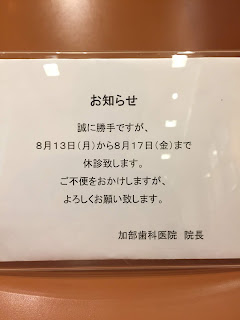 お知らせ
誠に勝手ですが、
８月１３日（月）から８月１７日（金）まで
休診致します。
ご不便をおかけしますが、
よろしくお願い致します。
加部歯科医院　院長